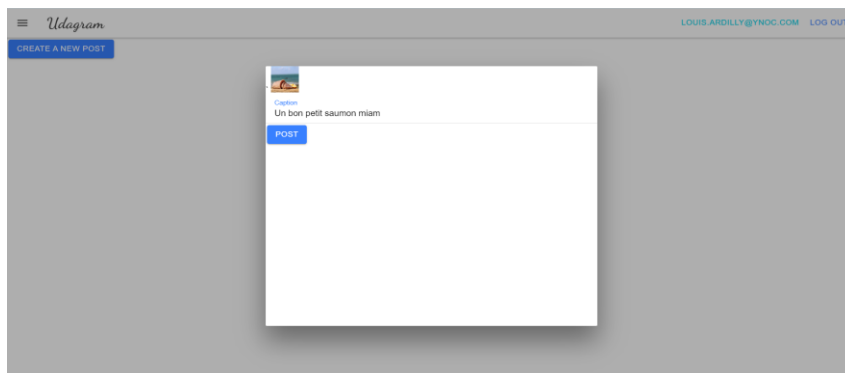 Udagram
LOUIS.ARDILLY@YNOC.COM LOG OUT
CREATE A NEW POST
Caption
Un bon petit saumon miam
POST